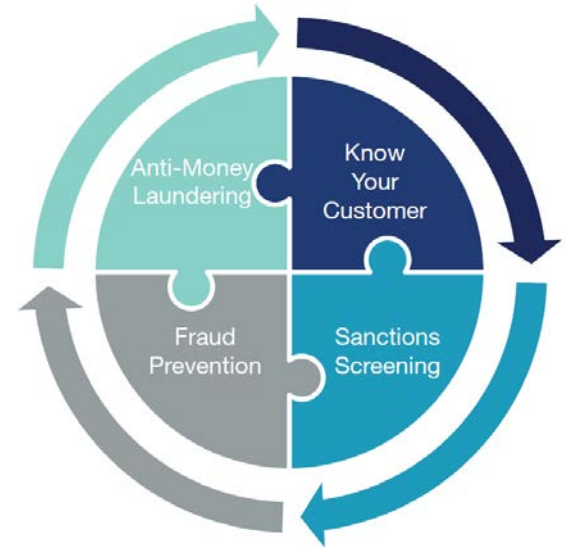 Anti-Money
Laundering
Know
Your
Customer
Fraud
Prevention
Sanctions
Screening